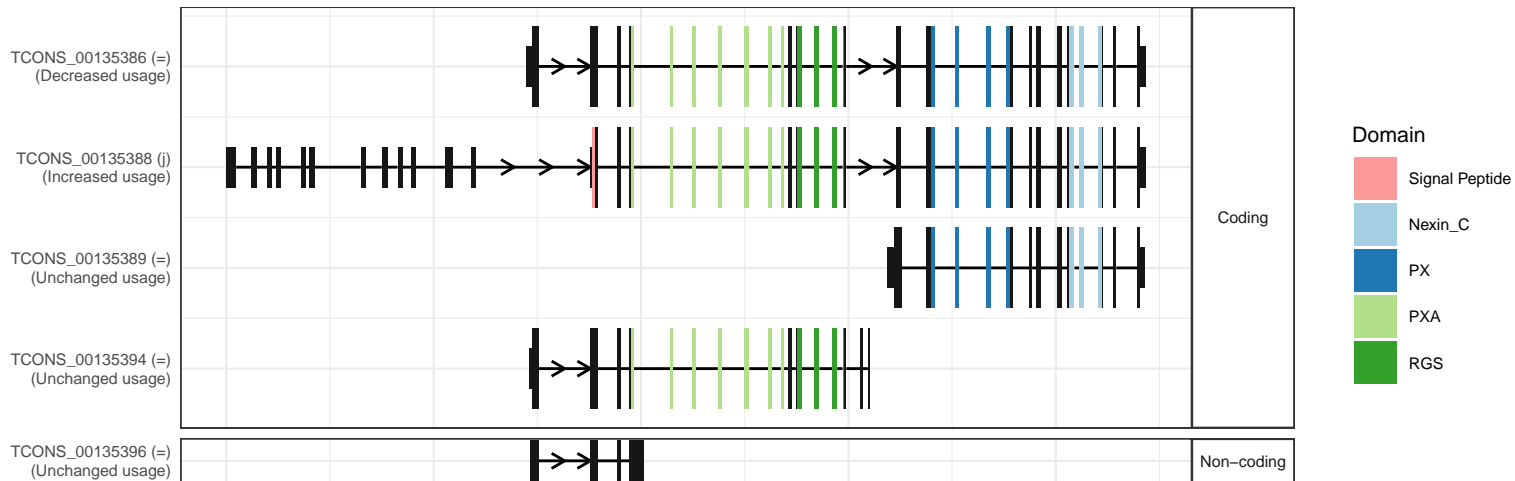 TCONS_00135386 (=)
(Decreased usage)
TCONS_00135388 (j)
(Increased usage)
TCONS_00135389 (=)
(Unchanged usage)
TCONS_00135394 (=)
(Unchanged usage)
TCONS_00135396 (=)
(Unchanged usage)
Coding
Non−coding
Domain
Signal Peptide
Nexin_C
PX
PXA
RGS